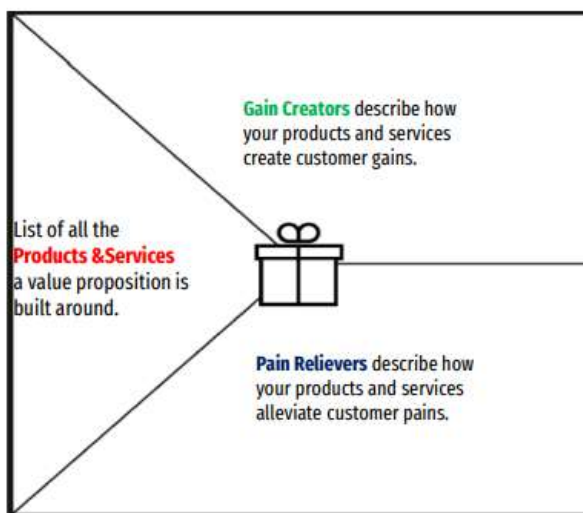 Gain Creators describe how
your products and services
create customer gains.
List of all the
Products &Services
a value proposition is
built around.
Pain Relievers describe how
your products and services
alleviate customer pains.